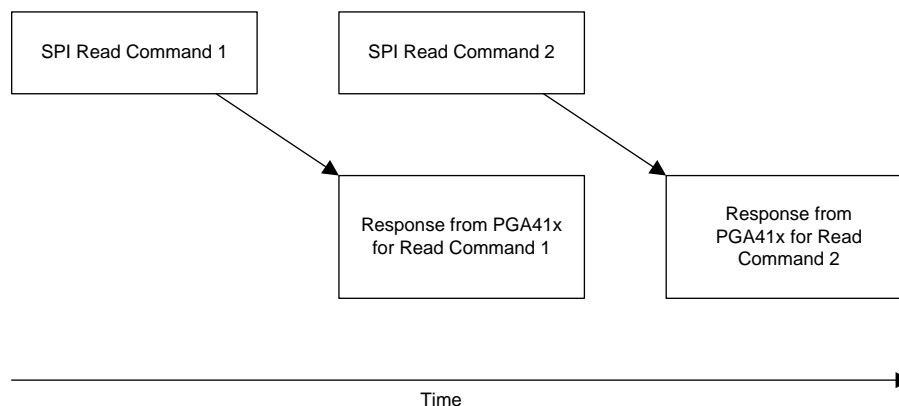 SPI Read Command 1
SPI Read Command 2
Response from PGA41x
for Read Command 1
Response from
PGA41x for Read
Command 2
Time